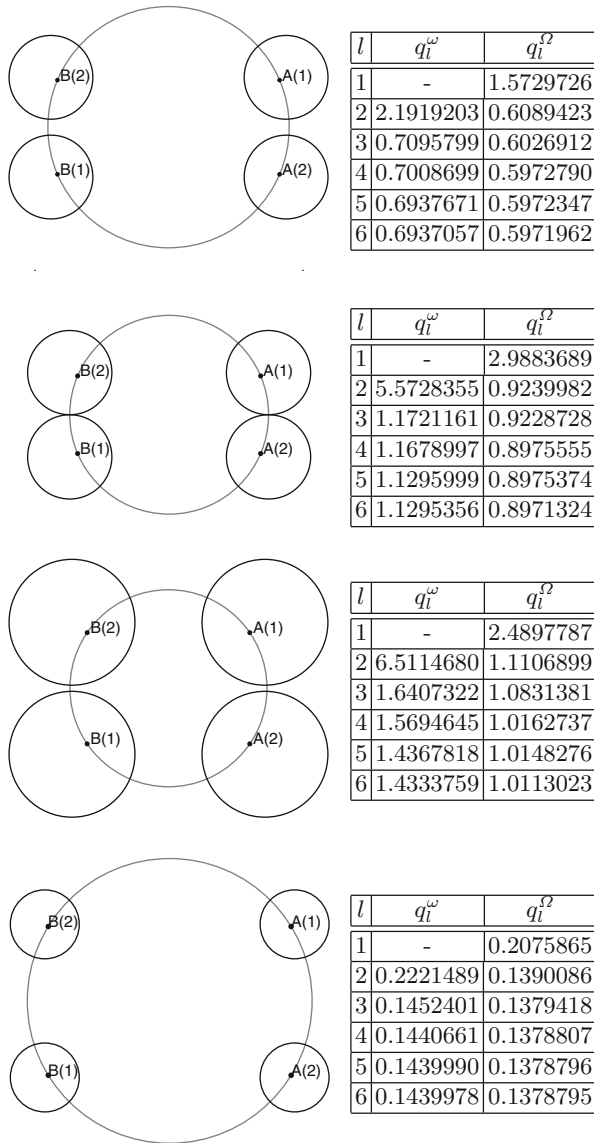 B(2) A(1)
B(1) A(2)
l q_l^ω q_l^Ω
1 - 1.5729726
2 2.1919203 0.6089423
3 0.7095799 0.6026912
4 0.7008699 0.5972790
5 0.6937671 0.5972347
6 0.6937057 0.5971962
B(2) A(1)
B(1) A(2)
l q_l^ω q_l^Ω
1 - 2.9883689
2 5.5728355 0.9239982
3 1.1721161 0.9228728
4 1.1678997 0.8975555
5 1.1295999 0.8975374
6 1.1295356 0.8971324
B(2) A(1)
B(1) A(2)
l q_l^ω q_l^Ω
1 - 2.4897787
2 6.5114680 1.1106899
3 1.6407322 1.0831381
4 1.5694645 1.0162737
5 1.4367818 1.0148276
6 1.4333759 1.0113023
B(2) A(1)
B(1) A(2)
l q_l^ω q_l^Ω
1 - 0.2075865
2 0.2221489 0.1390086
3 0.1452401 0.1379418
4 0.1440661 0.1378807
5 0.1439990 0.1378796
6 0.1439978 0.1378795